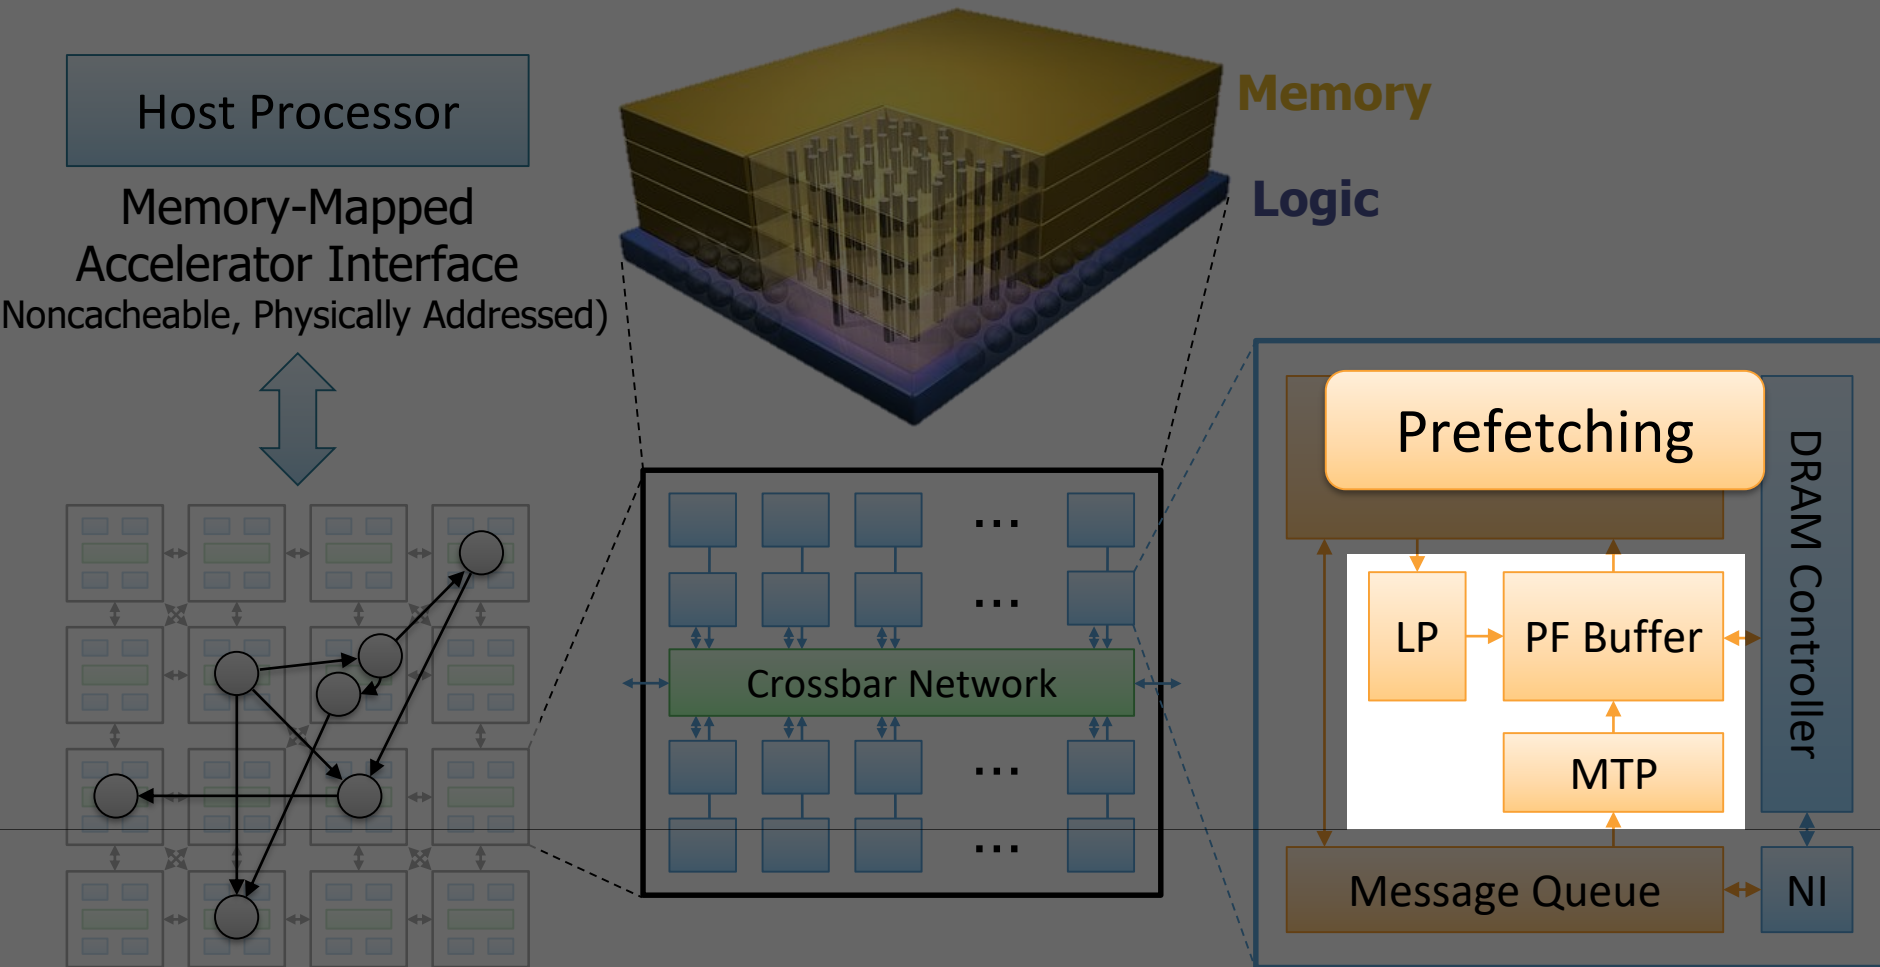 Host Processor
Memory-Mapped
Accelerator Interface
Noncacheable, Physically Addressed)
Memory
Logic
...
...
Crossbar Network
...
...
Prefetching
DRAM Controller
LP
PF Buffer
MTP
Message Queue
NI